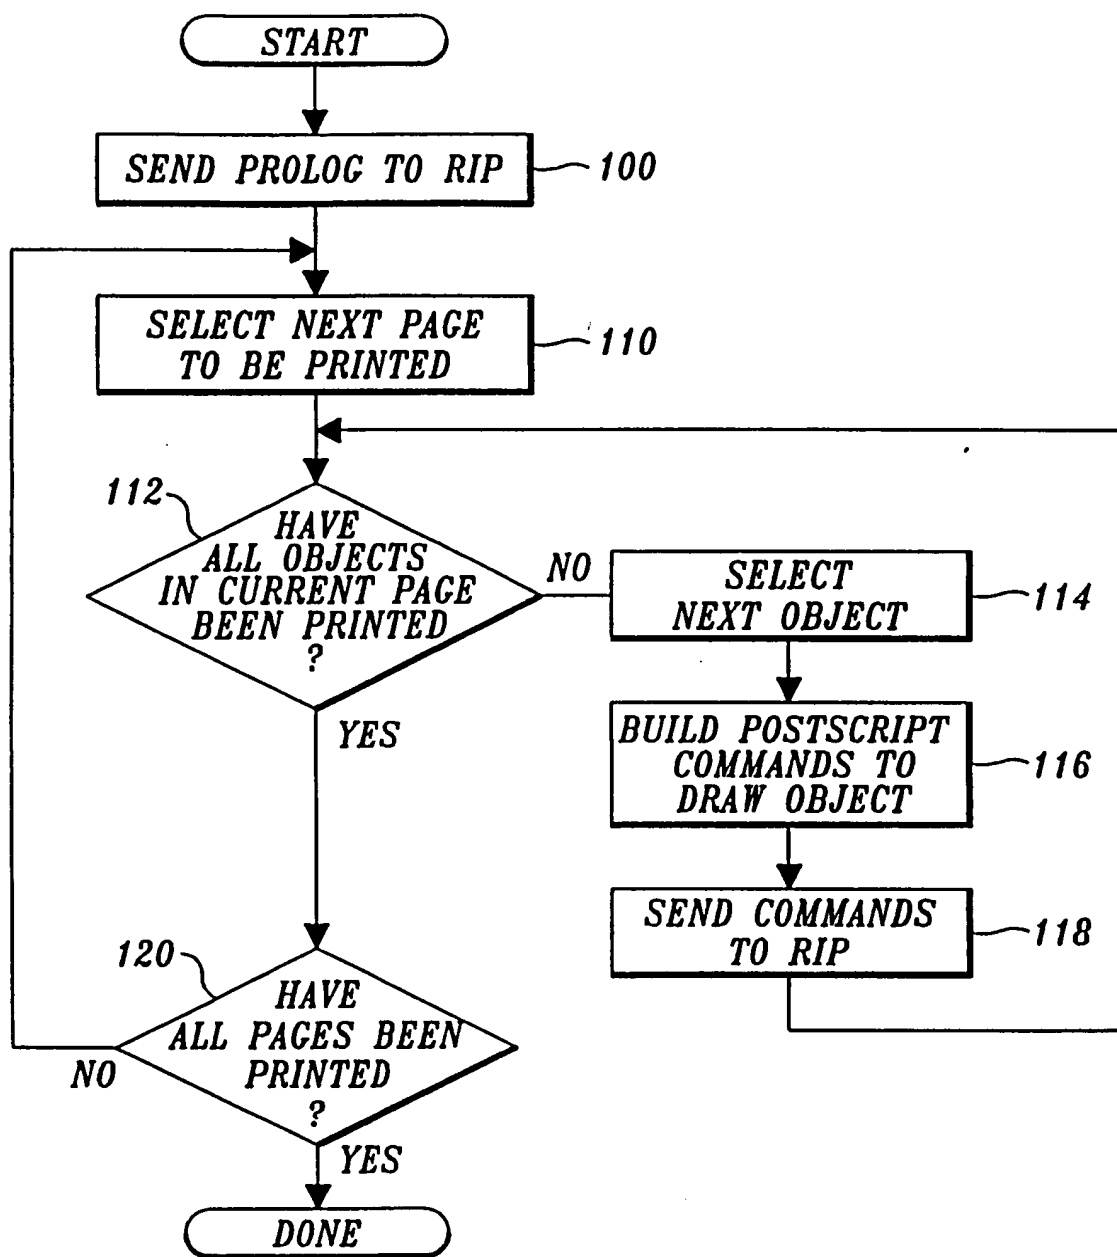 START
SEND PROLOG TO RIP
100
SELECT NEXT PAGE
TO BE PRINTED
110
112
HAVE
ALL OBJECTS
IN CURRENT PAGE
BEEN PRINTED
?
NO
YES
SELECT
NEXT OBJECT
114
BUILD POSTSCRIPT
COMMANDS TO
DRAW OBJECT
116
SEND COMMANDS
TO RIP
118
120
HAVE
ALL PAGES BEEN
PRINTED
?
NO
YES
DONE